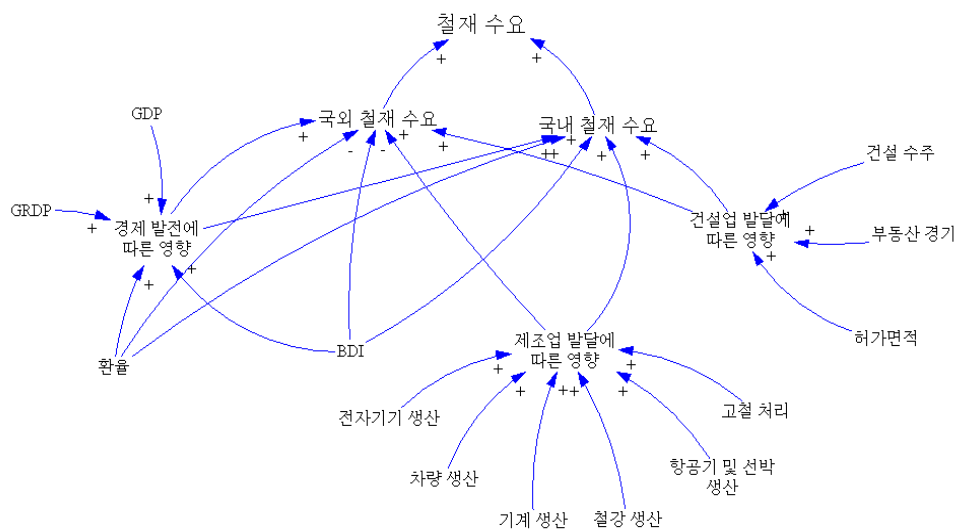 철재 수요
+
+
GDP
국외 철재 수요
국내 철재 수요
+
-
-
+
+
++
+
+
+
건설 수주
GRDP
+
+
경제 발전에
따른 영향
+
+
건설업 발달에
따른 영향
+
+
+
부동산 경기
환율
BDI
제조업 발달에
따른 영향
허가면적
+
+
++
+
+
전자기기 생산
고철 처리
차량 생산
항공기 및 선박
생산
기계 생산
철강 생산